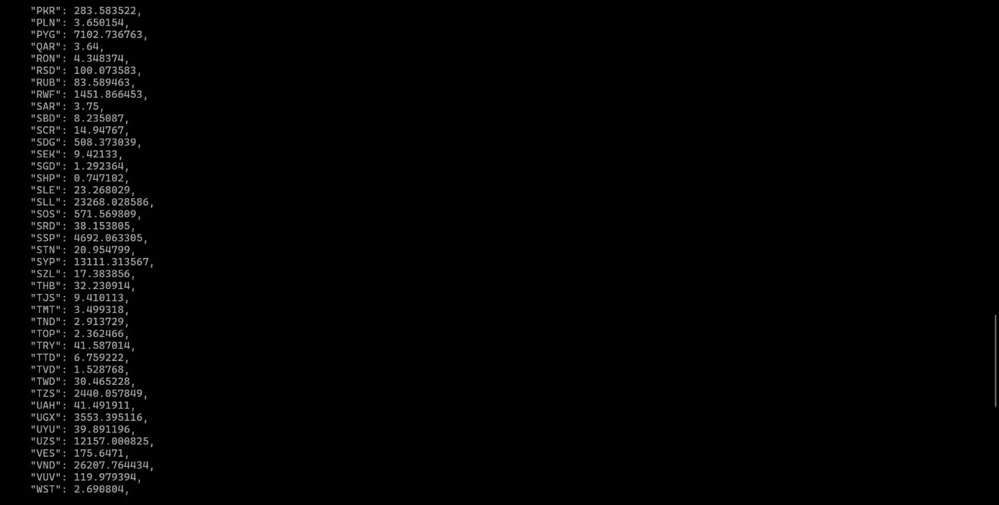 "PKR": 283.583522,
"PLN": 3.650154,
"PYG": 7102.736763,
"QAR": 3.64,
"RON": 4.348374,
"RSD": 100.073583,
"RUB": 83.589463,
"RWF": 1451.866453,
"SAR": 3.75,
"SBD": 8.235087,
"SCR": 14.94767,
"SDG": 508.373039,
"SEK": 9.42133,
"SGD": 1.292364,
"SHP": 0.747102,
"SLE": 23.268029,
"SLL": 23268.028586,
"SOS": 571.569809,
"SRD": 38.153805,
"SSP": 4692.063305,
"STN": 20.954799,
"SYP": 13111.313567,
"SZL": 17.383856,
"THB": 32.230914,
"TJS": 9.410113,
"TMT": 3.499318,
"TND": 2.913729,
"TOP": 2.362466,
"TRY": 41.587014,
"TTD": 6.759222,
"TVD": 1.528768,
"TWD": 30.465228,
"TZS": 2440.057849,
"UAH": 41.491911,
"UGX": 3553.395116,
"UYU": 39.891196,
"UZS": 12157.000825,
"VES": 175.6471,
"VND": 26207.764434,
"VUV": 119.979394,
"WST": 2.690804,